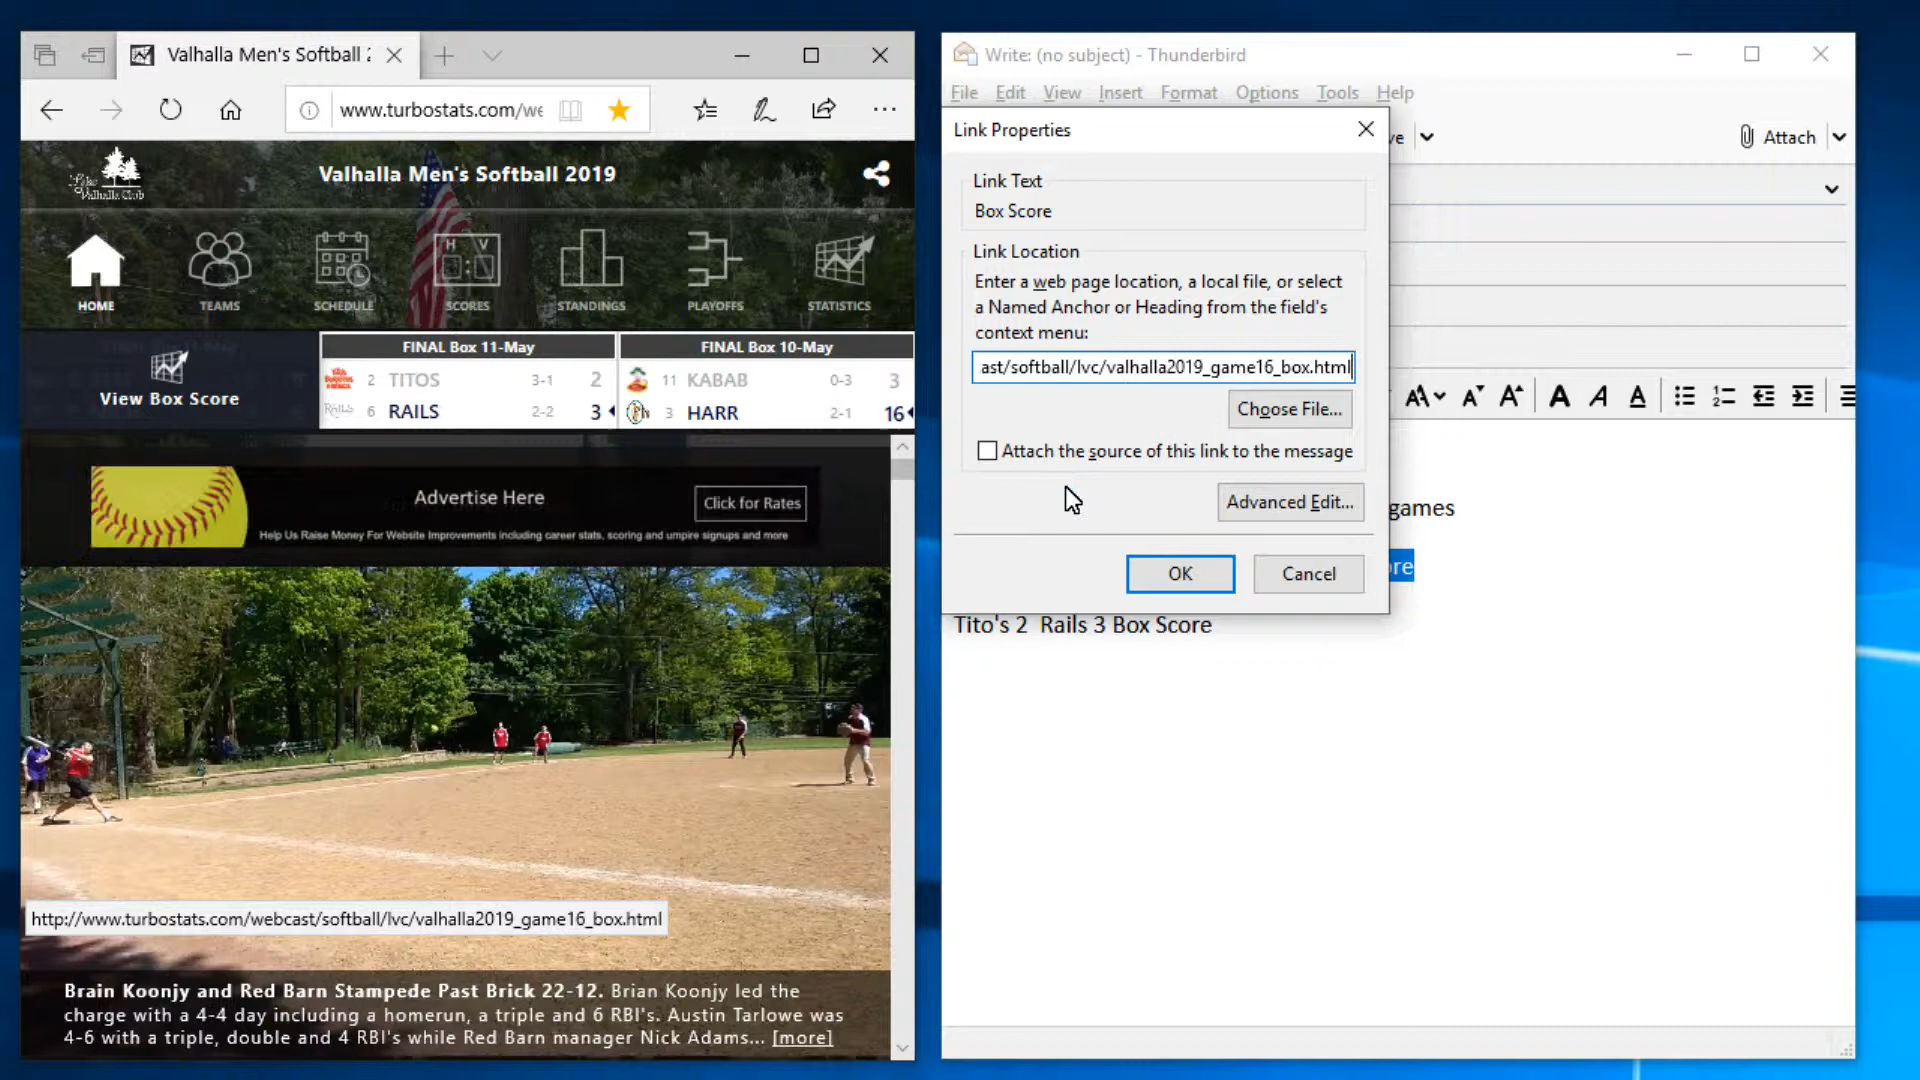 Valhalla Men's Softball 2
www.turbostats.com/we
Lake Valhalla Club
Valhalla Men's Softball 2019
HOME
TEAMS
SCHEDULE
H V
SCORES
STANDINGS
PLAYOFFS
STATISTICS
View Box Score
FINAL Box 11-May
2 TITOS 3-1 2
RAILS 6 RAILS 2-2 3
FINAL Box 10-May
11 KABAB 0-3 3
3 HARR 2-1 16
Advertise Here
Click for Rates
Help Us Raise Money For Website Improvements including career stats, scoring and umpire signups and more
http://www.turbostats.com/webcast/softball/lvc/valhalla2019_game16_box.html
Brain Koonjy and Red Barn Stampede Past Brick 22-12. Brian Koonjy led the
charge with a 4-4 day including a homerun, a triple and 6 RBI's. Austin Tarlowe was
4-6 with a triple, double and 4 RBI's while Red Barn manager Nick Adams... [more]
Write: (no subject) - Thunderbird
File Edit View Insert Format Options Tools Help
ve
Attach
Link Properties
Link Text
Box Score
Link Location
Enter a web page location, a local file, or select
a Named Anchor or Heading from the field's
context menu:
ast/softball/lvc/valhalla2019_game16_box.html
Choose File...
Attach the source of this link to the message
Advanced Edit...
OK
Cancel
games
ore
Tito's 2 Rails 3 Box Score